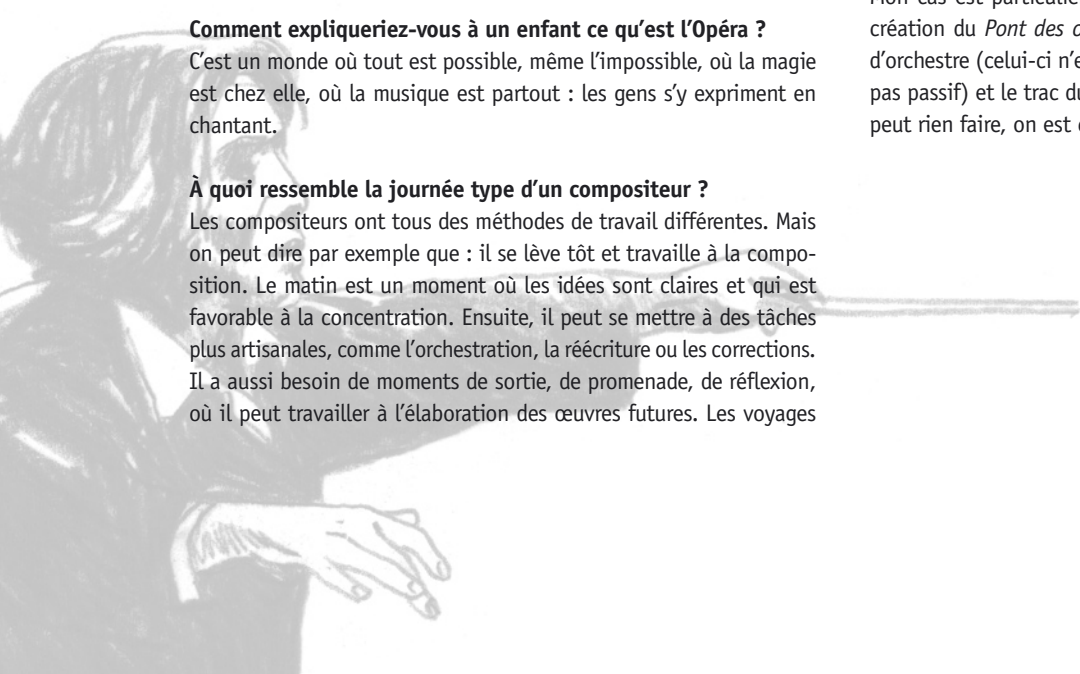 Comment expliqueriez-vous à un enfant ce qu’est l’Opéra ?
C’est un monde où tout est possible, même l’impossible, où la magie
est chez elle, où la musique est partout : les gens s’y expriment en
chantant.
À quoi ressemble la journée type d’un compositeur ?
Les compositeurs ont tous des méthodes de travail différentes. Mais
on peut dire par exemple que : il se lève tôt et travaille à la compo-
sition. Le matin est un moment où les idées sont claires et qui est
favorable à la concentration. Ensuite, il peut se mettre à des tâches
plus artisanales, comme l’orchestration, la réécriture ou les corrections.
Il a aussi besoin de moments de sortie, de promenade, de réflexion,
où il peut travailler à l’élaboration des œuvres futures. Les voyages
Mon cas est
création du Pont des
d’orchestre (celui-ci
pas passif) et le trac
peut rien faire, on est